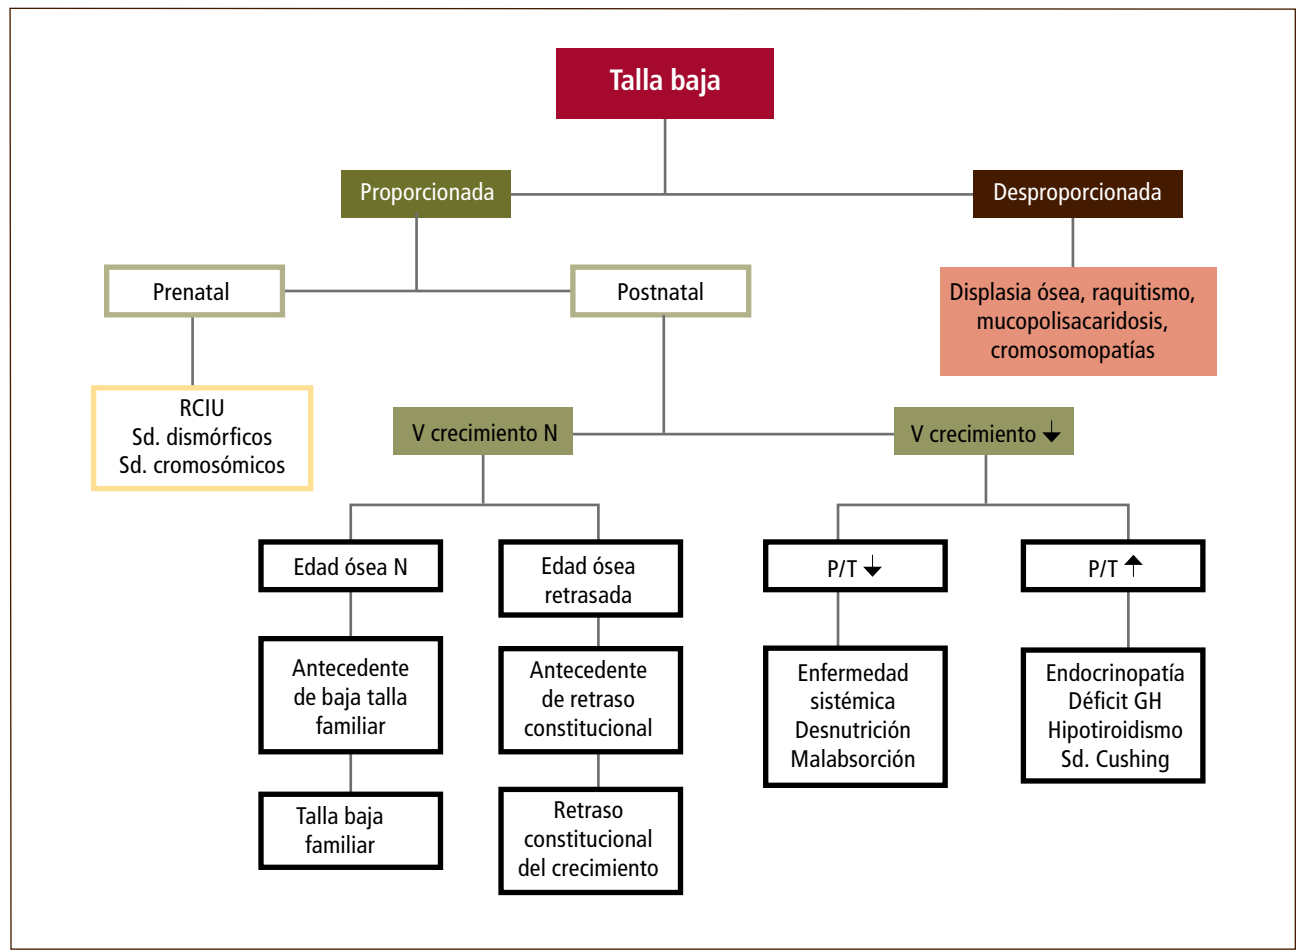 Talla baja
Proporcionada
Desproporcionada
Prenatal
Postnatal
Displasia ósea, raquitismo,
mucopolisacaridosis,
cromosomopatías
RCIU
Sd. dismórficos
Sd. cromosómicos
V crecimiento N
V crecimiento ↓
Edad ósea N
Edad ósea
retrasada
P/T ↓
P/T ↑
Antecedente
de baja talla
familiar
Antecedente
de retraso
constitucional
Enfermedad
sistémica
Desnutrición
Malabsorción
Endocrinopatía
Déficit GH
Hipotiroidismo
Sd. Cushing
Talla baja
familiar
Retraso
constitucional
del crecimiento